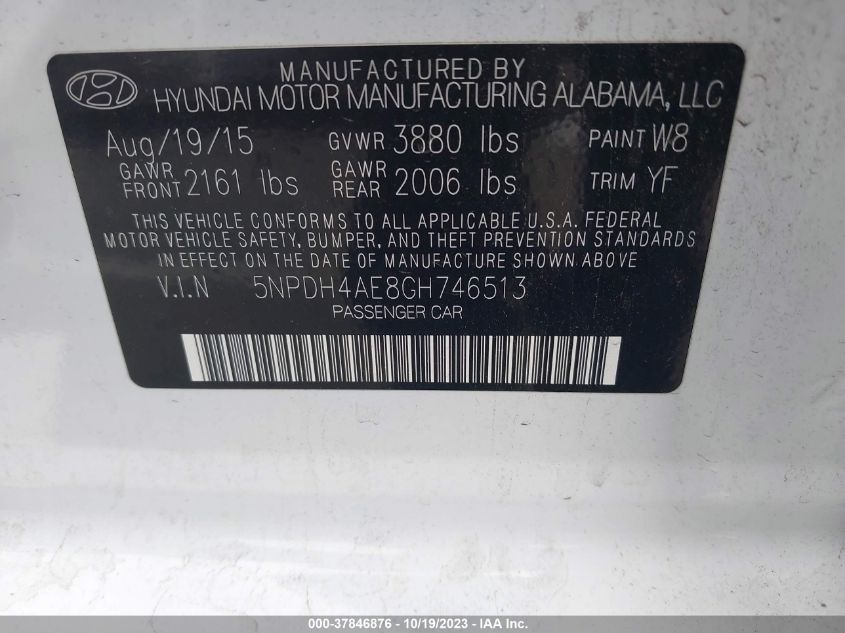 MANUFACTURED BY
HYUNDAI MOTOR MANUFACTURING ALABAMA, LLC
Aug/19/15 GVWR 3880 lbs PAINT W8
GAWR FRONT 2161 lbs GAWR REAR 2006 lbs TRIM YF
THIS VEHICLE CONFORMS TO ALL APPLICABLE U.S.A. FEDERAL
MOTOR VEHICLE SAFETY, BUMPER, AND THEFT PREVENTION STANDARDS
IN EFFECT ON THE DATE OF MANUFACTURE SHOWN ABOVE
V.I.N 5NPDH4AE8GH746513
PASSENGER CAR
000-37846876 - 10/19/2023 - IAA Inc.